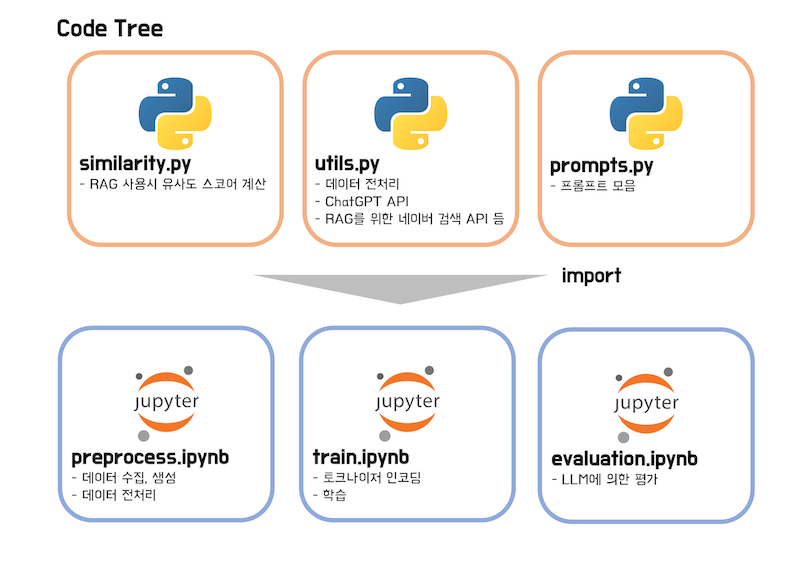 Code Tree
similarity.py
- RAG 사용시 유사도 스코어 계산
utils.py
- 데이터 전처리
- ChatGPT API
- RAG를 위한 네이버 검색 API 등
prompts.py
- 프롬프트 모음
import
jupyter
preprocess.ipynb
- 데이터 수집, 생성
- 데이터 전처리
jupyter
train.ipynb
- 토크나이저 인코딩
- 학습
jupyter
evaluation.ipynb
- LLM에 의한 평가